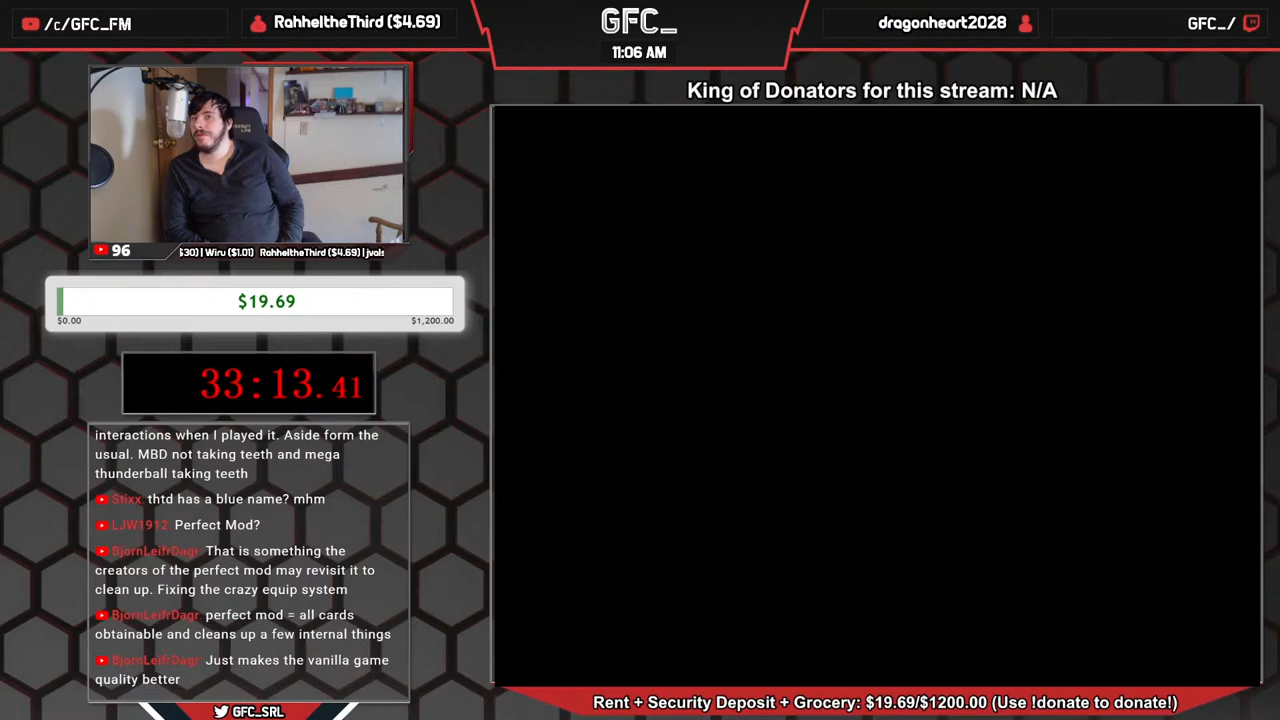 /c/GFC_FM
RahheltheThird ($4.69)
GFC_
11:06 AM
dragonheart2028
GFC_/
King of Donators for this stream: N/A
96
$30) | Wiru ($1.01) RahheltheThird ($4.69) | jvals
$19.69
$0.00
$1,200.00
33:13.41
interactions when I played it. Aside form the
usual. MBD not taking teeth and mega
thunderball taking teeth
Stixx: thtd has a blue name? mhm
LJW1912: Perfect Mod?
BjornLeifrDagr: That is something the
creators of the perfect mod may revisit it to
clean up. Fixing the crazy equip system
BjornLeifrDagr: perfect mod = all cards
obtainable and cleans up a few internal things
BjornLeifrDagr: Just makes the vanilla game
quality better
GFC_SRL
Rent + Security Deposit + Grocery: $19.69/$1200.00 (Use !donate to donate!)